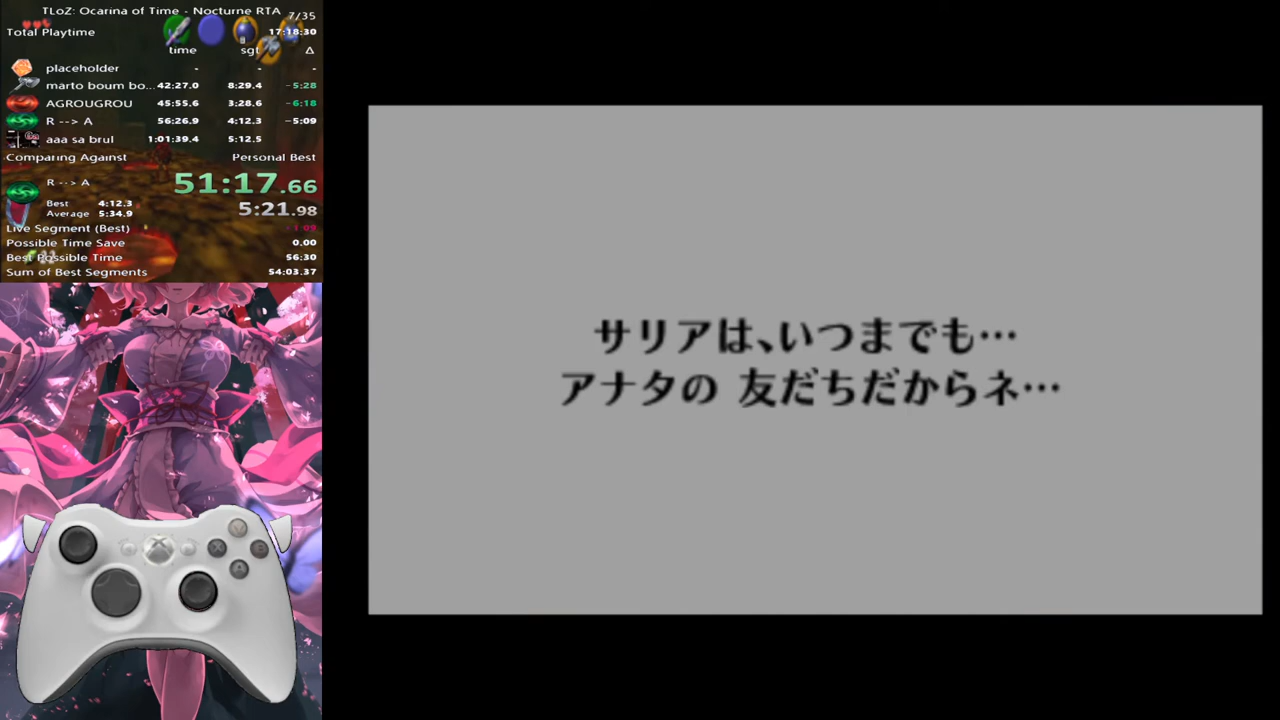 TLoZ: Ocarina of Time - Nocturne RTA
7/35
Total Playtime 17:18:30
time sgt Δ
placeholder - - -
marto boum bo... 42:27.0 8:29.4 -5:28
AGROUGROU 45:55.6 3:28.6 -6:18
R --> A 56:26.9 4:12.3 -5:09
aaa sa brul 1:01:39.4 5:12.5
Comparing Against Personal Best
R --> A 51:17.66
Best 4:12.3 5:21.98
Average 5:34.9
Live Segment (Best) +1:09
Possible Time Save 0.00
Best Possible Time 56:30
Sum of Best Segments 54:03.37
サリアは、いつまでも…
アナタの 友だちだからネ…
X
Y
B
A